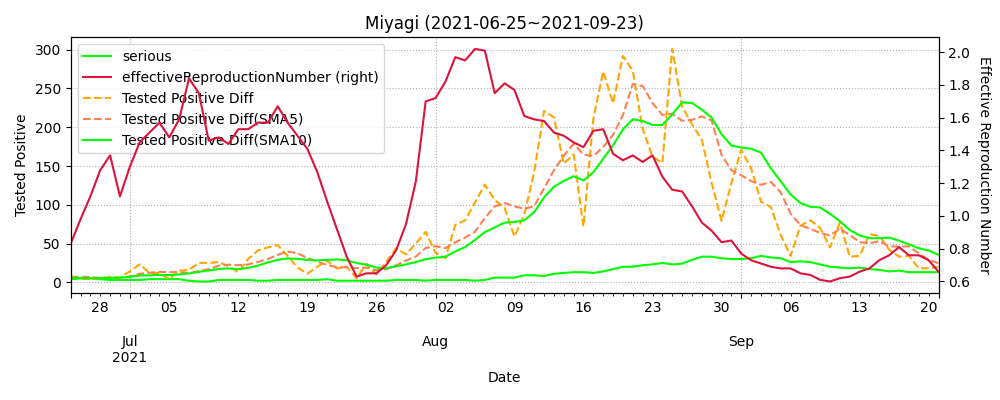 Miyagi (2021-06-25~2021-09-23)
300
250
200
150
100
50
0
Tested Positive
serious
effectiveReproductionNumber (right)
Tested Positive Diff
Tested Positive Diff(SMA5)
Tested Positive Diff(SMA10)
2.0
1.8
1.6
1.4
1.2
1.0
0.8
0.6
Effective Reproduction Number
28 05 12 19 26 02 09 16 23 30 06 13 20
Jul Aug Sep
2021
Date